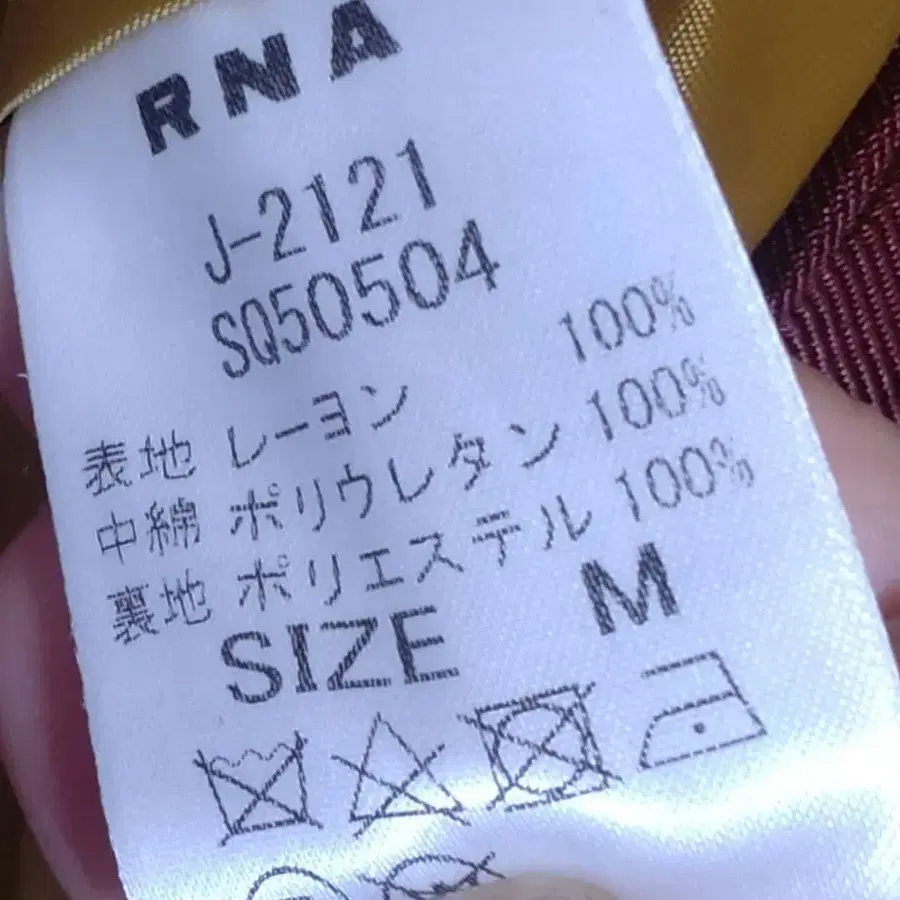 RNA
J-2121
SQ50504
表地 レーヨン 100%
中綿 ポリウレタン 100%
裏地 ポリエステル 100%
SIZE M